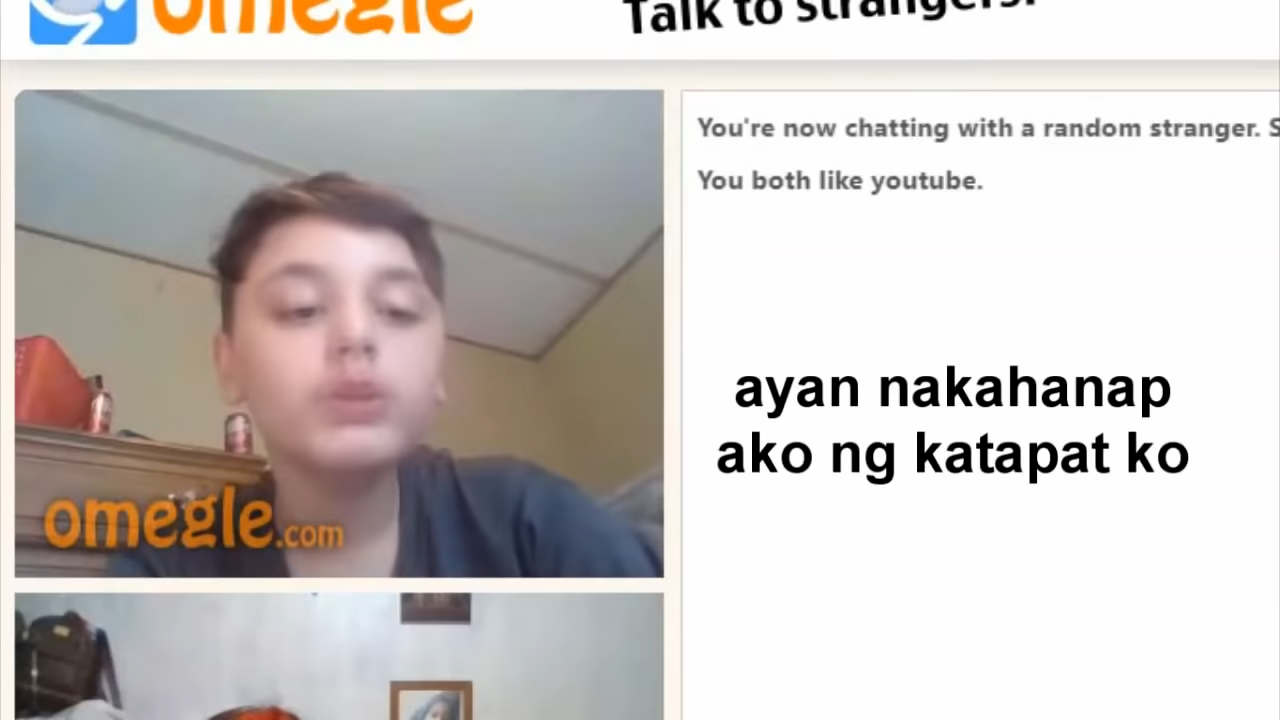 omegle
Talk to strangers!
You're now chatting with a random stranger. S
You both like youtube.
ayan nakahanap
ako ng katapat ko
omegle.com